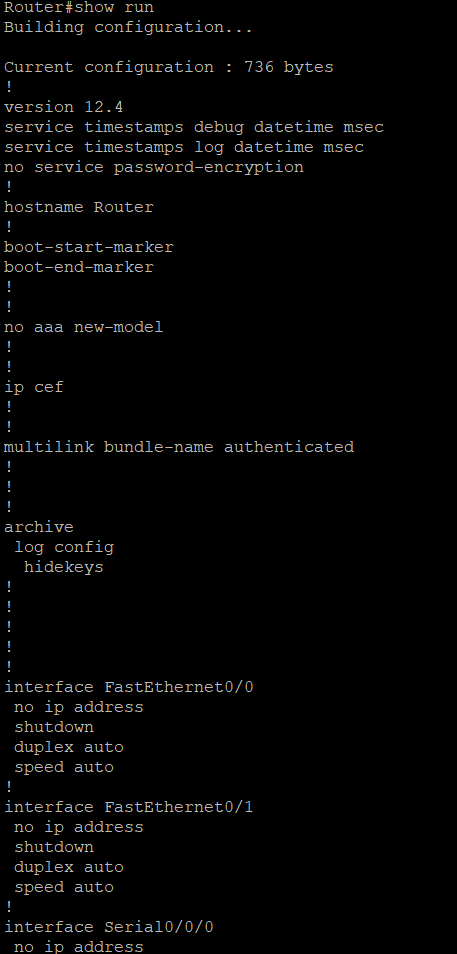 Router#show run
Building configuration...

Current configuration : 736 bytes
!
version 12.4
service timestamps debug datetime msec
service timestamps log datetime msec
no service password-encryption
!
hostname Router
!
boot-start-marker
boot-end-marker
!
!
no aaa new-model
!
!
ip cef
!
!
multilink bundle-name authenticated
!
!
!
archive
 log config
  hidekeys
!
!
!
!
!
interface FastEthernet0/0
 no ip address
 shutdown
 duplex auto
 speed auto
!
interface FastEthernet0/1
 no ip address
 shutdown
 duplex auto
 speed auto
!
interface Serial0/0/0
 no ip address